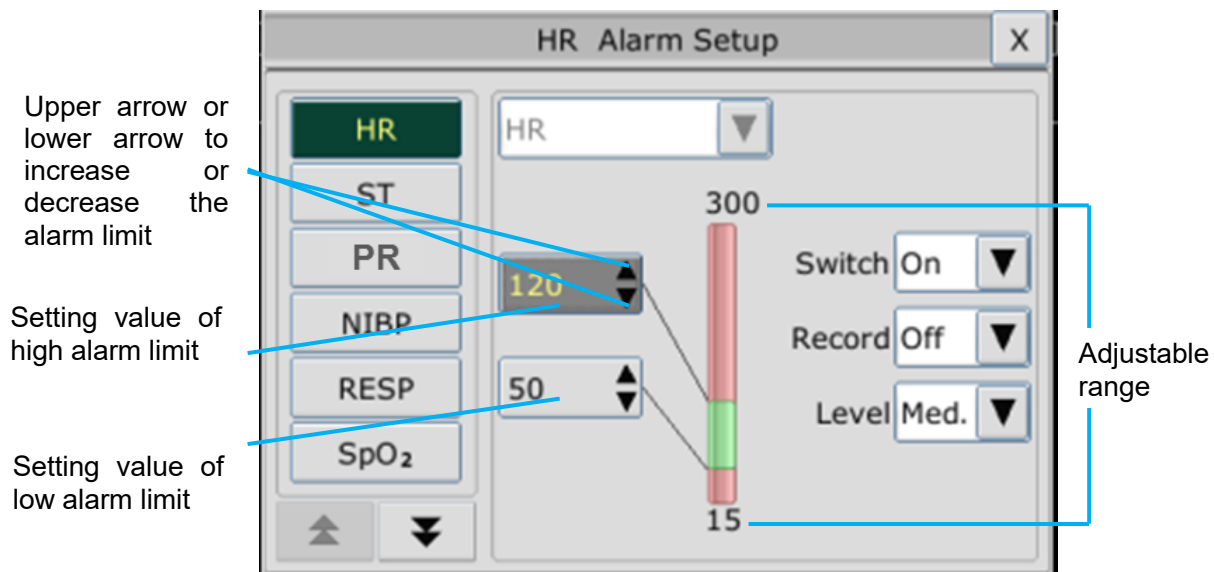 HR Alarm Setup
X
Upper arrow or
lower arrow to
increase or
decrease the
alarm limit
Setting value of
high alarm limit
Setting value of
low alarm limit
HR
ST
PR
NIBP
RESP
SpO₂
HR
120
50
300
15
Switch On
Record Off
Level Med.
Adjustable
range